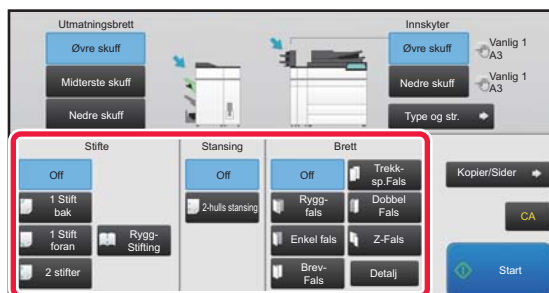 Utmatningsbrett
Øvre skuff
Midterste skuff
Nedre skuff
Innskyter
Øvre skuff
Vanlig 1
A3
Nedre skuff
Vanlig 1
A3
Type og str.
Stifte
Off
1 Stift
bak
1 Stift
foran
2 stifter
Rygg-
Stifting
Stansing
Off
2-hulls stansing
Brett
Off
Trekk-
sp.Fals
Rygg-
fals
Dobbel
Fals
Enkel fals
Z-Fals
Brev-
Fals
Detalj
Kopier/Sider
CA
Start